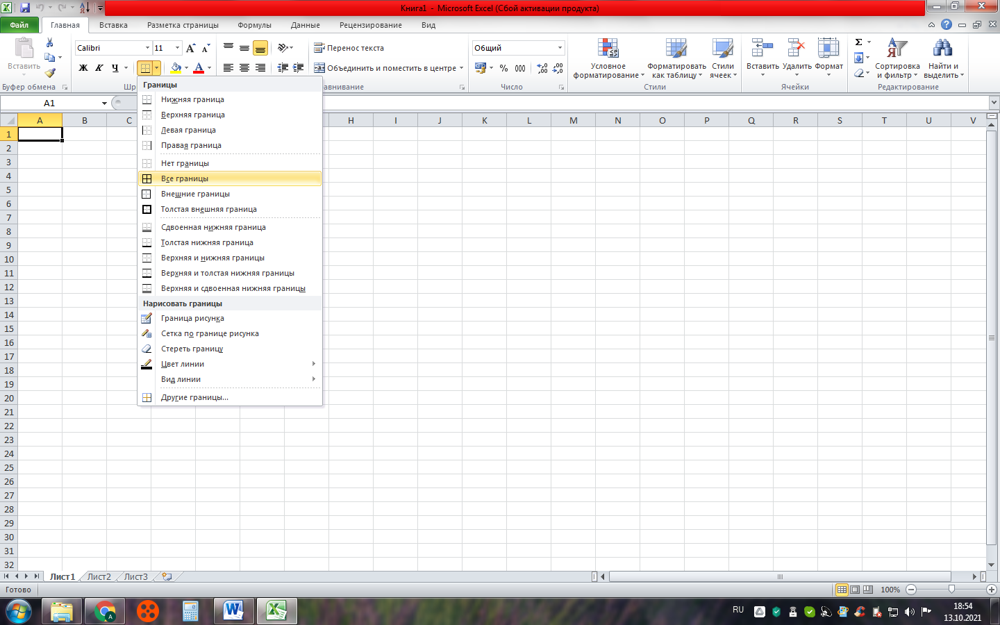 Книга1 - Microsoft Excel (Сбой активации продукта)
Файл Главная Вставка Разметка страницы Формулы Данные Рецензирование Вид
Calibri 11 Перенос текста Общий
Вставить Ж К Ч Объединить и поместить в центре % 000 Условное форматирование Форматировать как таблицу Стили ячеек Вставить Удалить Формат Σ Сортировка и фильтр Найти и выделить
Буфер обмена Шр авнивание Число Стили Ячейки Редактирование
A1
Границы
Нижняя граница
Верхняя граница
Левая граница
Правая граница
Нет границы
Все границы
Внешние границы
Толстая внешняя граница
Сдвоенная нижняя граница
Толстая нижняя граница
Верхняя и нижняя границы
Верхняя и толстая нижняя границы
Верхняя и сдвоенная нижняя границы
Нарисовать границы
Граница рисунка
Сетка по границе рисунка
Стереть границу
Цвет линии
Вид линии
Другие границы...
A B C H I J K L M N O P Q R S T U V
1
2
3
4
5
6
7
8
9
10
11
12
13
14
15
16
17
18
19
20
21
22
23
24
25
26
27
28
29
30
31
32
Лист1 Лист2 Лист3
Готово 100%
RU 18:54
13.10.2021